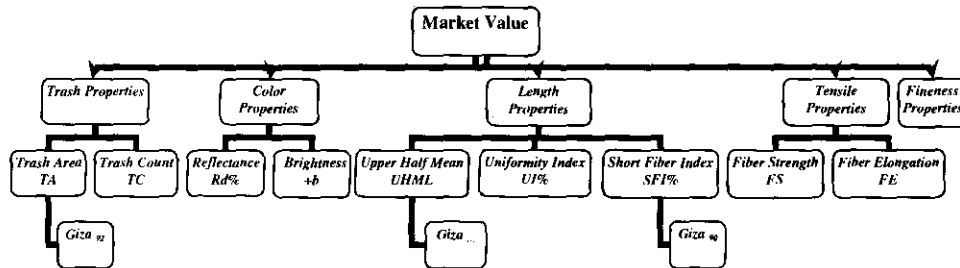 Market Value
Trash Properties
Color
Properties
Length
Properties
Tensile
Properties
Fineness
Properties
Trash Area
TA
Trash Count
TC
Reflectance
Rd%
Brightness
+b
Upper Half Mean
UHML
Uniformity Index
UI%
Short Fiber Index
SFI%
Fiber Strength
FS
Fiber Elongation
FE
Giza 92
Giza
Giza 90